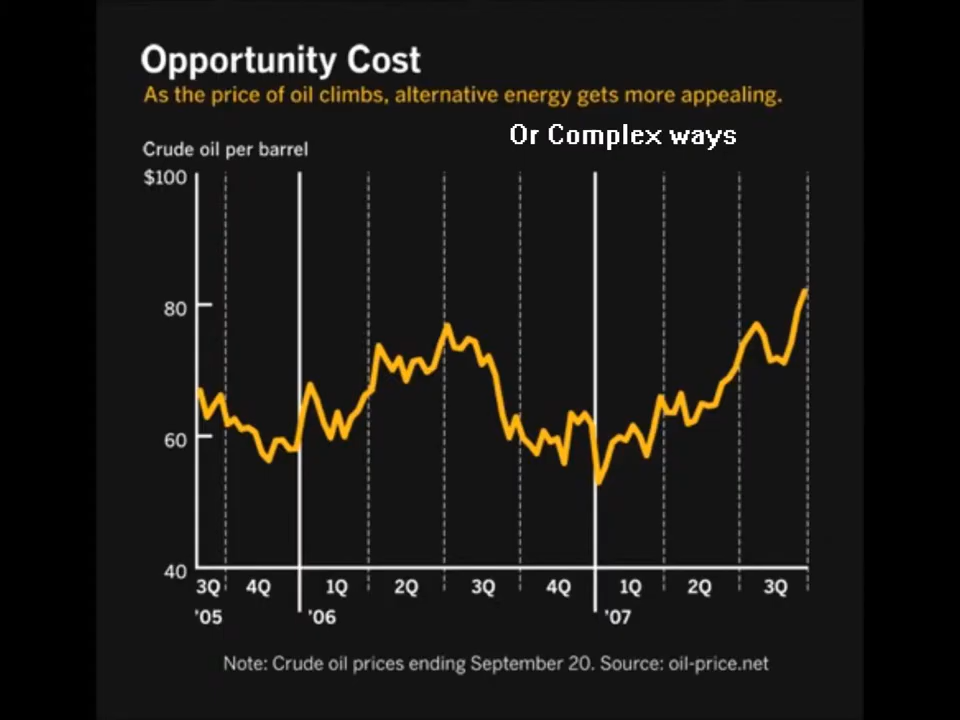 Opportunity Cost
As the price of oil climbs, alternative energy gets more appealing.
Or Complex ways
Crude oil per barrel
$100
80
60
40
3Q 4Q 1Q 2Q 3Q 4Q 1Q 2Q 3Q
'05 '06 '07
Note: Crude oil prices ending September 20. Source: oil-price.net